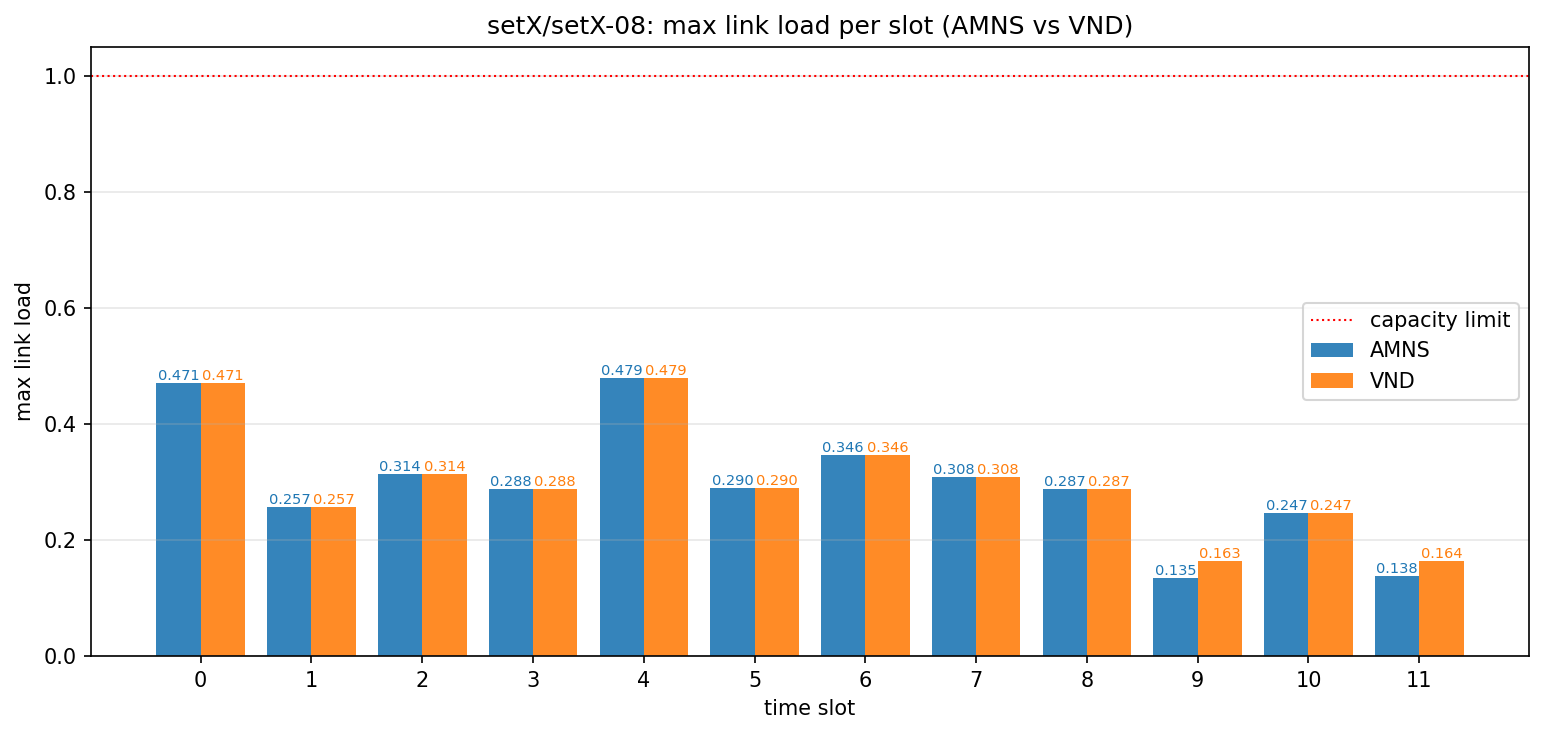 setX/setX-08: max link load per slot (AMNS vs VND)
max link load
1.0
0.8
0.6
0.4
0.2
0.0
capacity limit
AMNS
VND
0.471 0.471
0.257 0.257
0.314 0.314
0.288 0.288
0.479 0.479
0.290 0.290
0.346 0.346
0.308 0.308
0.287 0.287
0.135 0.163
0.247 0.247
0.138 0.164
0 1 2 3 4 5 6 7 8 9 10 11
time slot